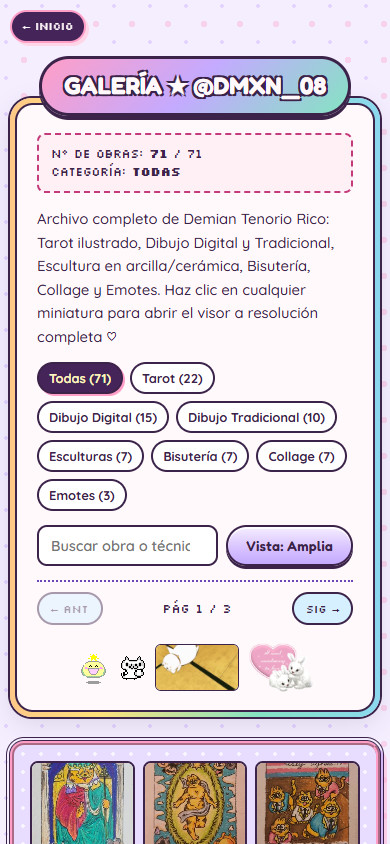 ← INICIO
GALERÍA ★ @DMXN_08
Nº DE OBRAS: 71 / 71
CATEGORÍA: TODAS
Archivo completo de Demian Tenorio Rico:
Tarot ilustrado, Dibujo Digital y Tradicional,
Escultura en arcilla/cerámica, Bisutería,
Collage y Emotes. Haz clic en cualquier
miniatura para abrir el visor a resolución
completa ♡
Todas (71) Tarot (22)
Dibujo Digital (15) Dibujo Tradicional (10)
Esculturas (7) Bisutería (7) Collage (7)
Emotes (3)
Buscar obra o técnic Vista: Amplia
← ANT PÁG 1 / 3 SIG →